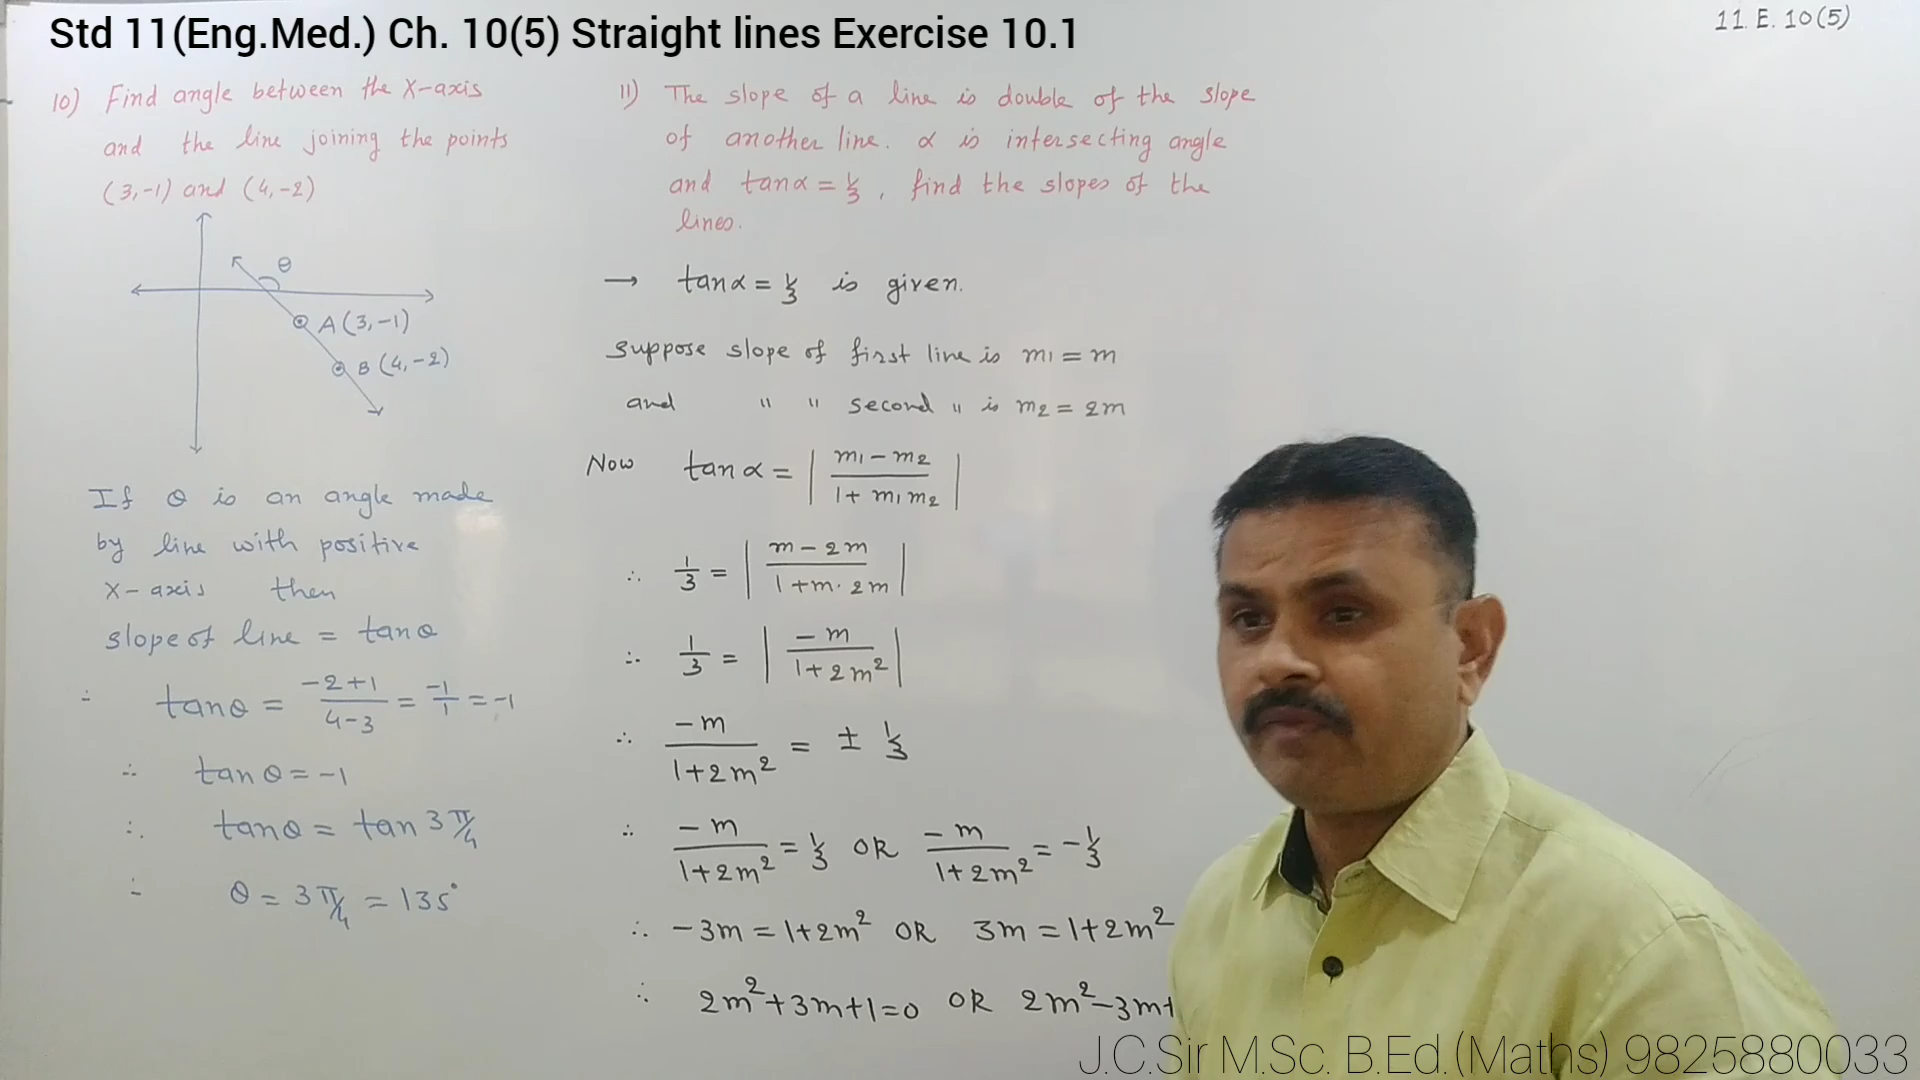 Std 11(Eng.Med.) Ch. 10(5) Straight lines Exercise 10.1
11. E. 10(5)
10) Find angle between the X-axis
and the line joining the points
(3,-1) and (4,-2)
θ
A(3,-1)
B(4,-2)
If θ is an angle made
by line with positive
X-axis then
slope of line = tanθ
∴ tanθ = -2+1/4-3 = -1/1 = -1
∴ tanθ = -1
∴ tanθ = tan 3π/4
∴ θ = 3π/4 = 135°
11) The slope of a line is double of the slope
of another line. α is intersecting angle
and tanα = 1/3, find the slopes of the
lines.
→ tanα = 1/3 is given.
Suppose slope of first line is m1 = m
and " " second " is m2 = 2m
Now tan α = | m1 - m2 / 1 + m1 m2 |
∴ 1/3 = | m - 2m / 1 + m · 2m |
∴ 1/3 = | -m / 1 + 2m² |
∴ -m / 1+2m² = ± 1/3
∴ -m / 1+2m² = 1/3 OR -m / 1+2m² = -1/3
∴ -3m = 1+2m² OR 3m = 1+2m²
∴ 2m²+3m+1=0 OR 2m²-3m+
J.C.Sir M.Sc. B.Ed.(Maths) 9825880033